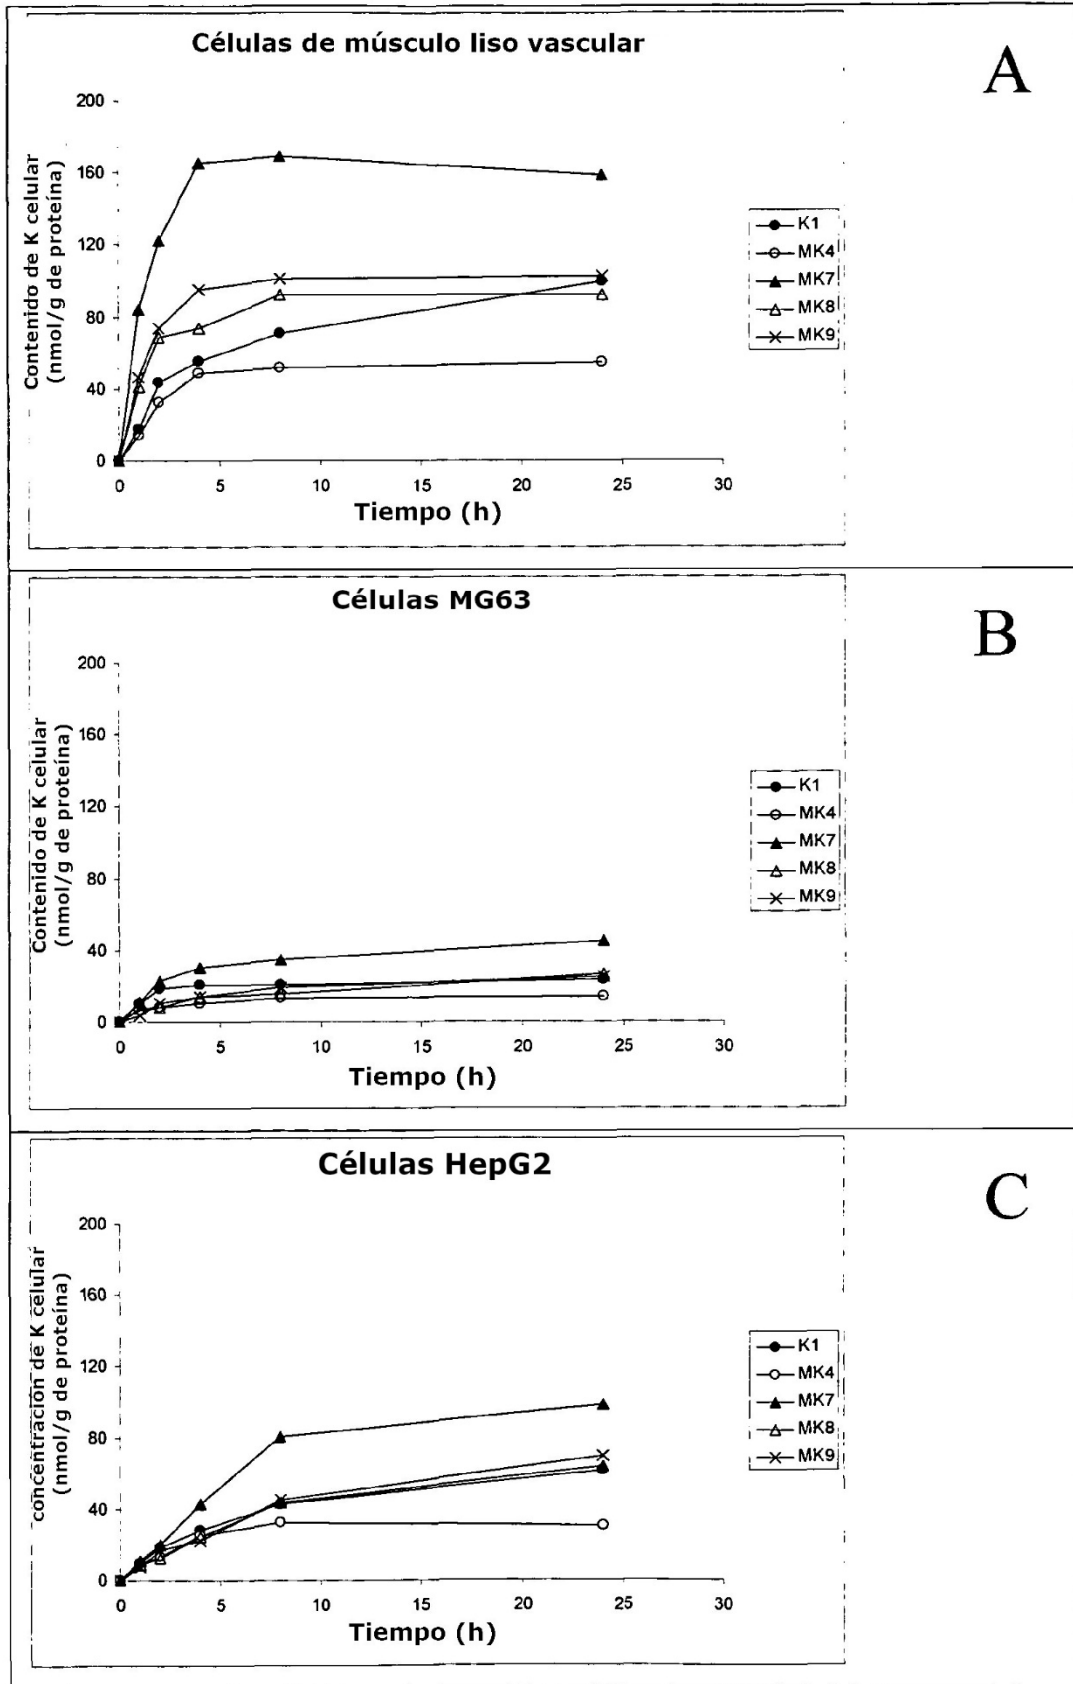 Células de músculo liso vascular
A
Contenido de K celular
(nmol/g de proteína)
200
160
120
80
40
0
0 5 10 15 20 25 30
Tiempo (h)
K1
MK4
MK7
MK8
MK9
Células MG63
B
Contenido de K celular
(nmol/g de proteína)
200
160
120
80
40
0
0 5 10 15 20 25 30
Tiempo (h)
K1
MK4
MK7
MK8
MK9
Células HepG2
C
concentración de K celular
(nmol/g de proteína)
200
160
120
80
40
0
0 5 10 15 20 25 30
Tiempo (h)
K1
MK4
MK7
MK8
MK9